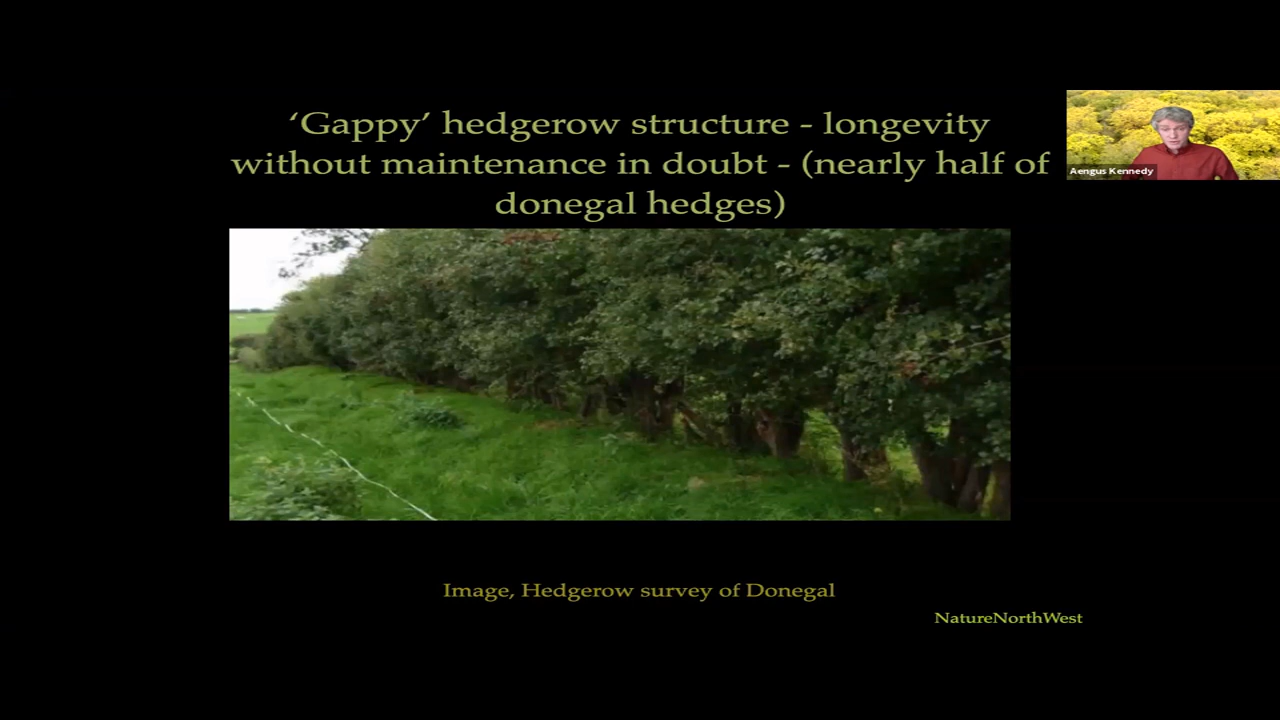 ‘Gappy’ hedgerow structure - longevity
without maintenance in doubt - (nearly half of
donegal hedges)
Aengus Kennedy
Image, Hedgerow survey of Donegal
NatureNorthWest